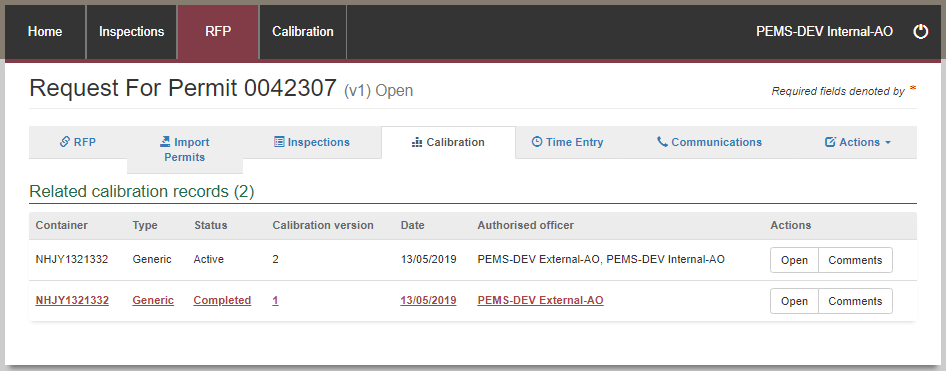 Home Inspections RFP Calibration PEMS-DEV Internal-AO
Request For Permit 0042307 (v1) Open
Required fields denoted by *
RFP Import Permits Inspections Calibration Time Entry Communications Actions
Related calibration records (2)
Container Type Status Calibration version Date Authorised officer Actions
NHJY1321332 Generic Active 2 13/05/2019 PEMS-DEV External-AO, PEMS-DEV Internal-AO Open Comments
NHJY1321332 Generic Completed 1 13/05/2019 PEMS-DEV External-AO Open Comments